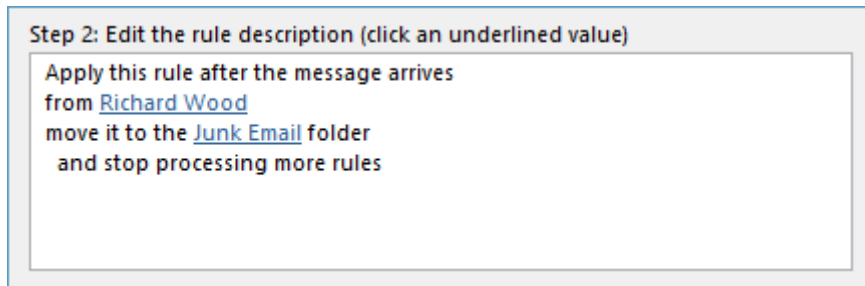 Step 2: Edit the rule description (click an underlined value)
Apply this rule after the message arrives
from Richard Wood
move it to the Junk Email folder
and stop processing more rules